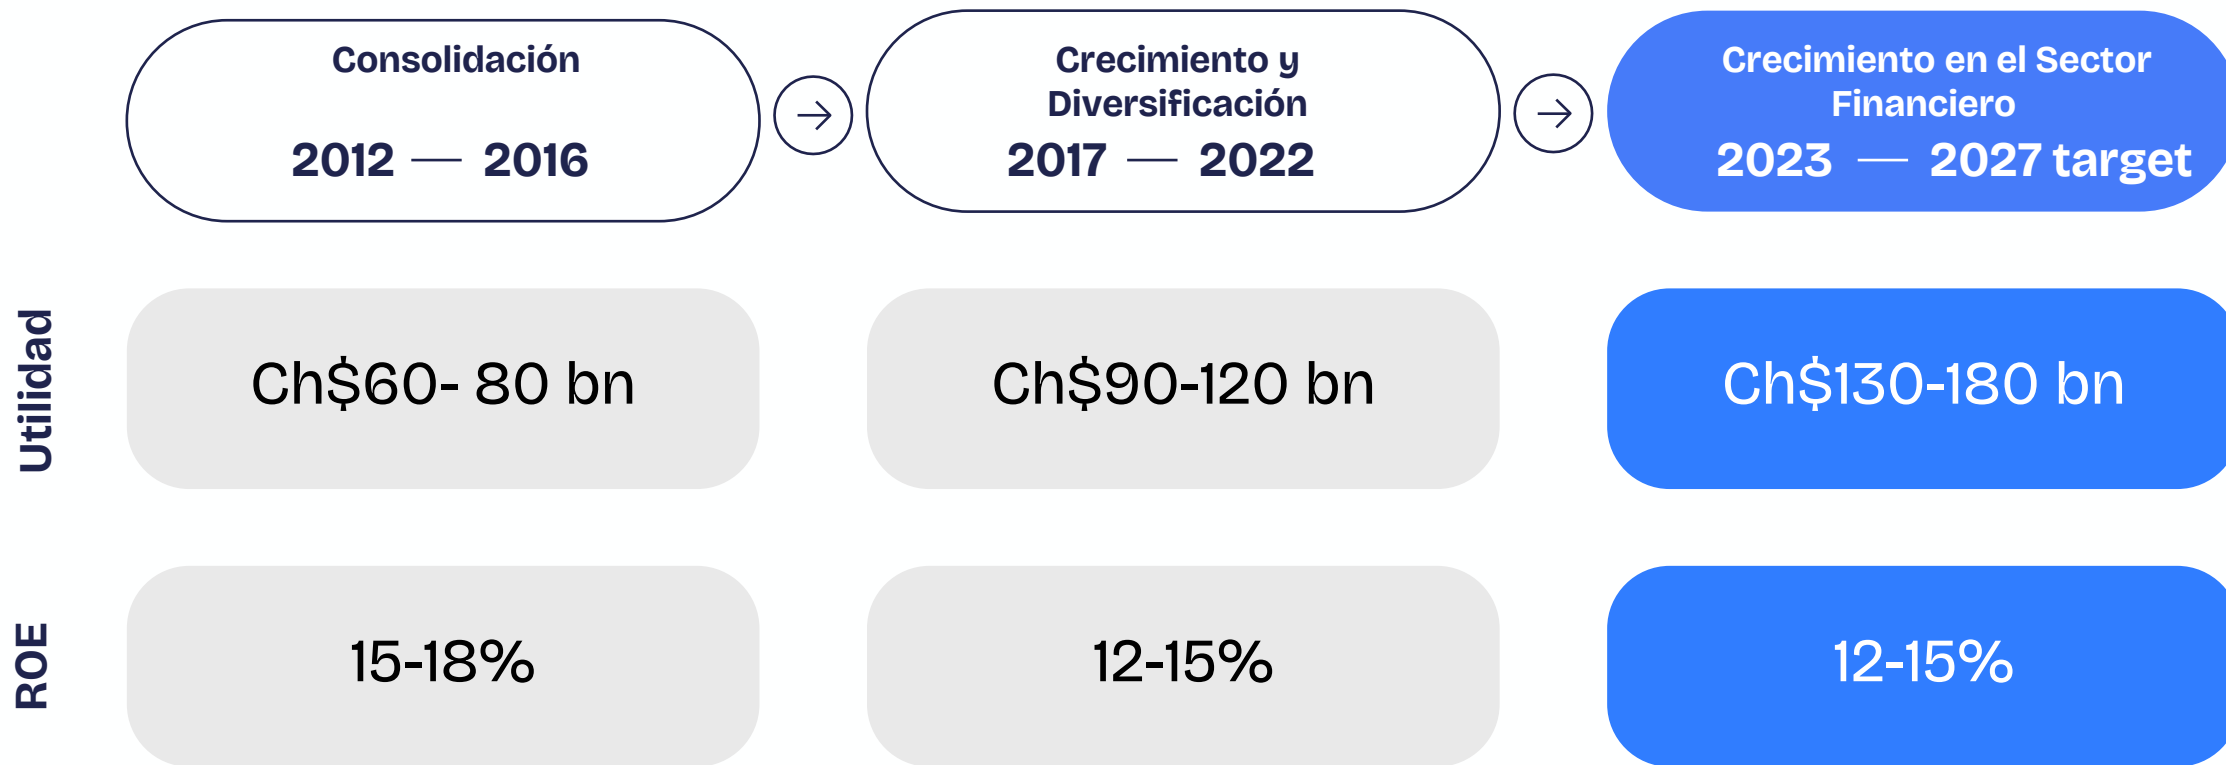 Consolidación
2012 — 2016
Crecimiento y
Diversificación
2017 — 2022
Crecimiento en el Sector
Financiero
2023 — 2027 target
Utilidad
Ch$60- 80 bn
Ch$90-120 bn
Ch$130-180 bn
ROE
15-18%
12-15%
12-15%